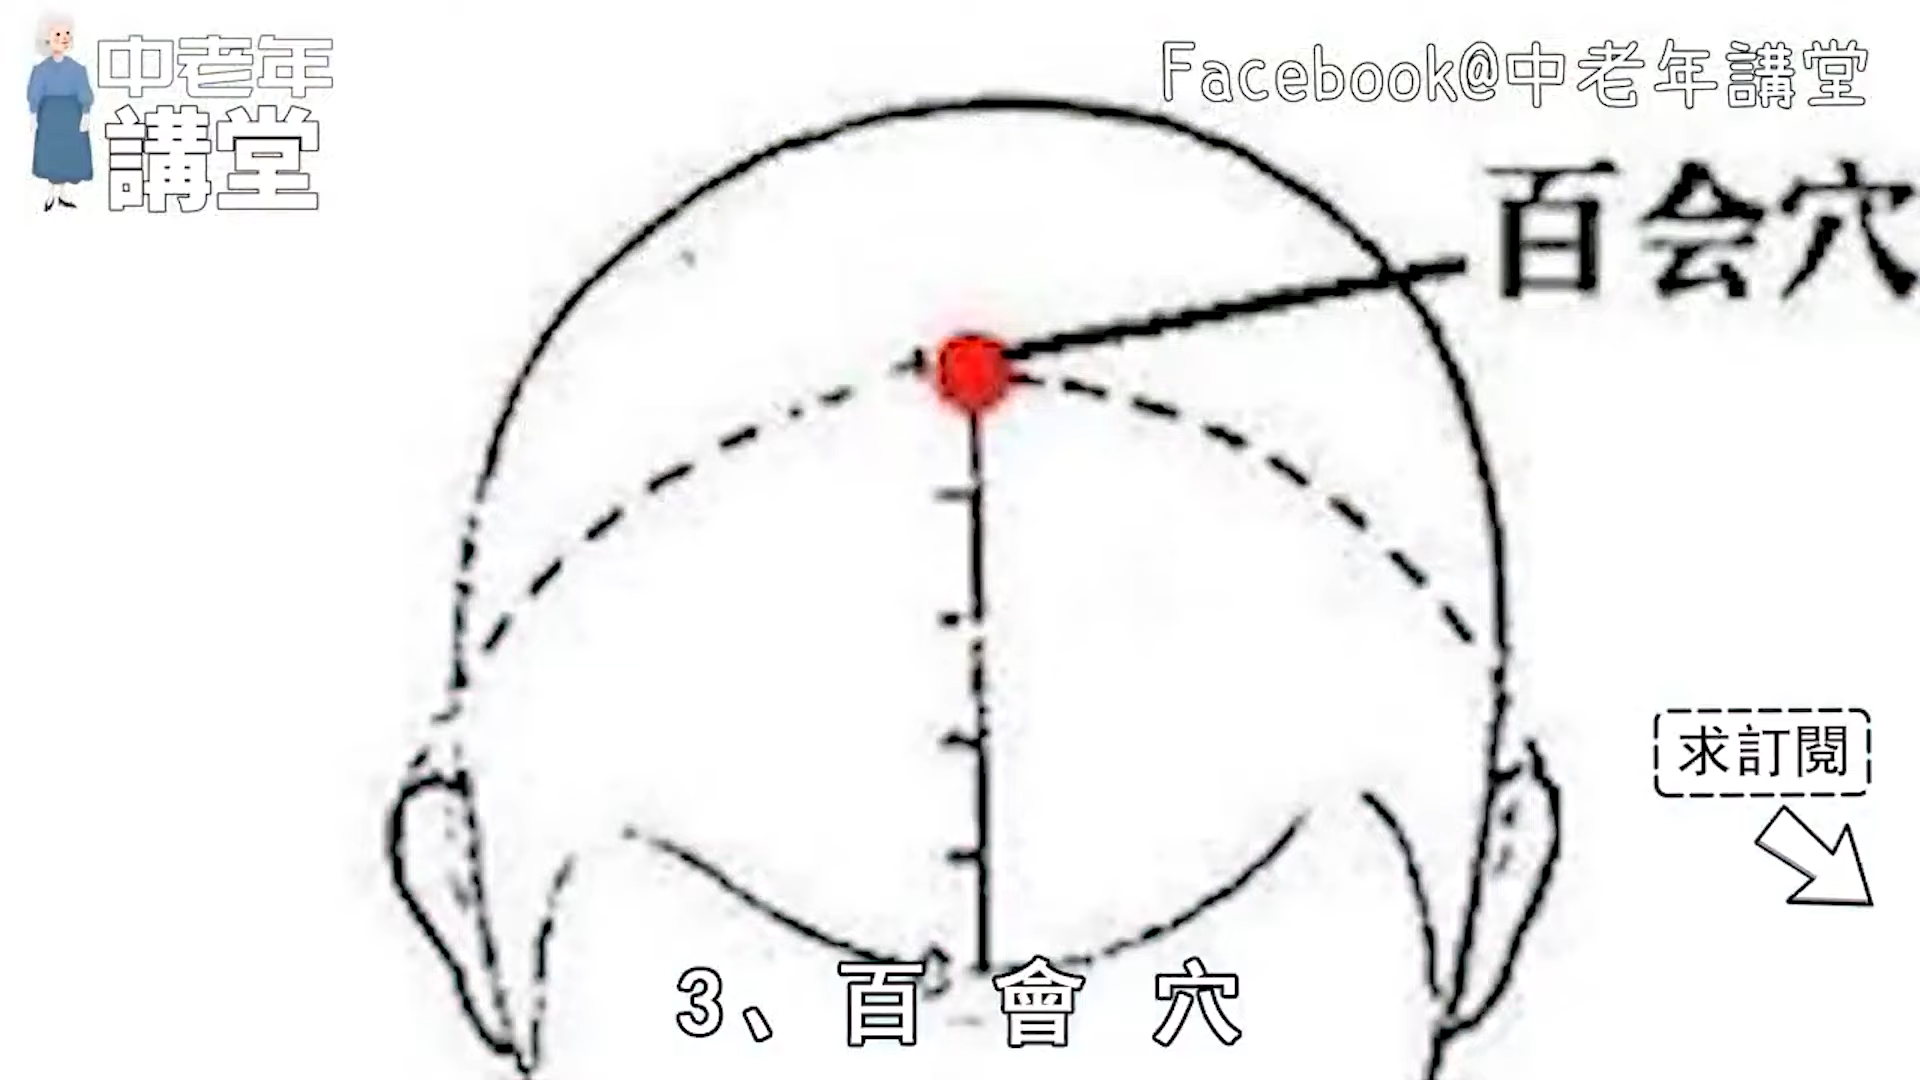 中老年
講堂
Facebook@中老年講堂
百会穴
求訂閱
3、百會穴